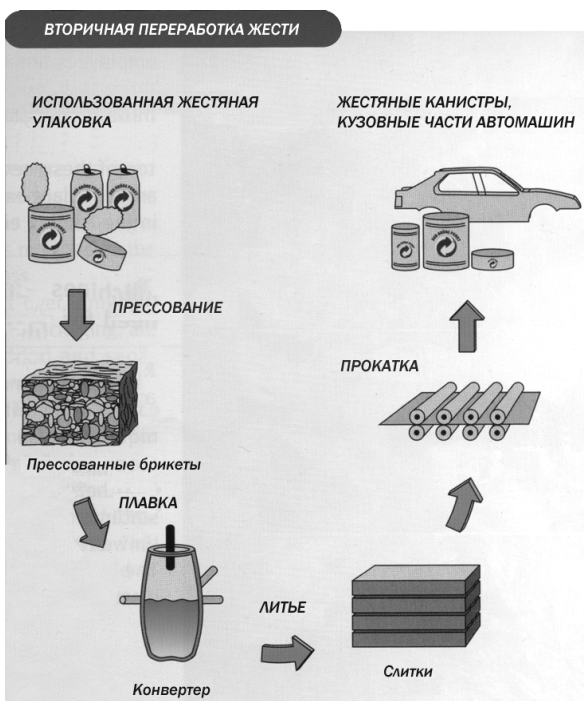 ВТОРИЧНАЯ ПЕРЕРАБОТКА ЖЕСТИ
ИСПОЛЬЗОВАННАЯ ЖЕСТЯНАЯ
УПАКОВКА
ЖЕСТЯНЫЕ КАНИСТРЫ,
КУЗОВНЫЕ ЧАСТИ АВТОМАШИН
ПРЕССОВАНИЕ
ПРОКАТКА
Прессованные брикеты
ПЛАВКА
ЛИТЬЕ
Слитки
Конвертер